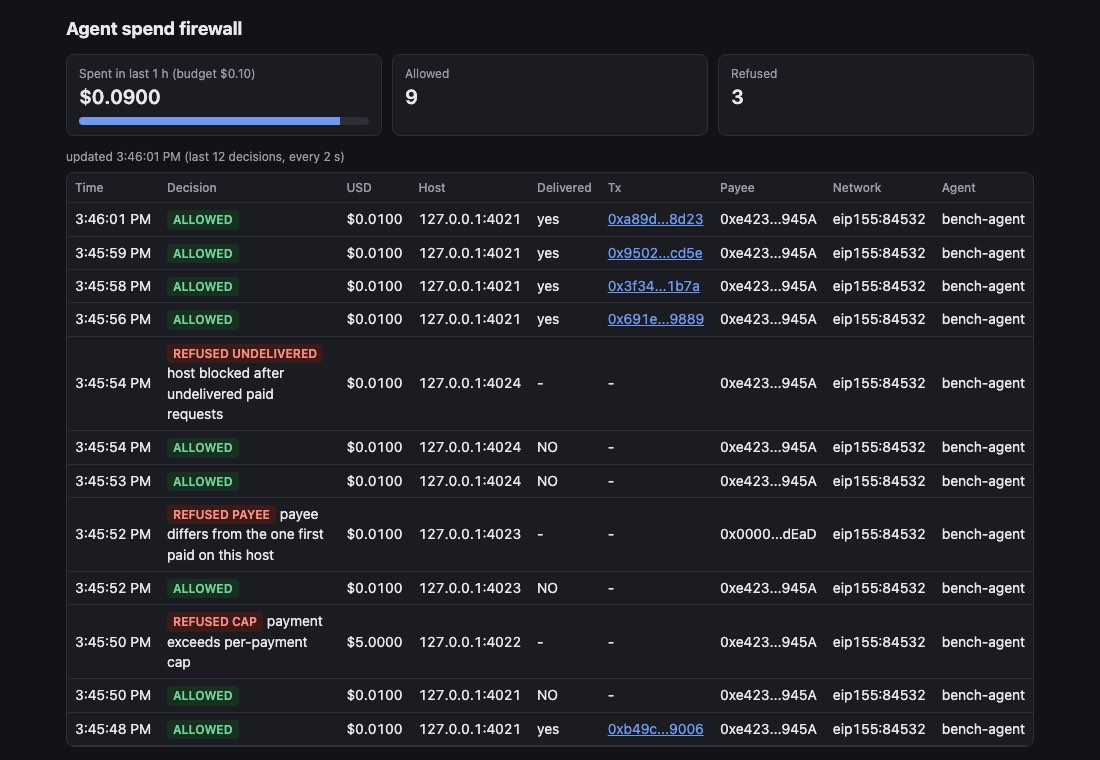 Agent spend firewall
Spent in last 1 h (budget $0.10)
$0.0900
Allowed
9
Refused
3
updated 3:46:01 PM (last 12 decisions, every 2 s)
Time Decision USD Host Delivered Tx Payee Network Agent
3:46:01 PM ALLOWED $0.0100 127.0.0.1:4021 yes 0xa89d...8d23 0xe423...945A eip155:84532 bench-agent
3:45:59 PM ALLOWED $0.0100 127.0.0.1:4021 yes 0x9502...cd5e 0xe423...945A eip155:84532 bench-agent
3:45:58 PM ALLOWED $0.0100 127.0.0.1:4021 yes 0x3f34...1b7a 0xe423...945A eip155:84532 bench-agent
3:45:56 PM ALLOWED $0.0100 127.0.0.1:4021 yes 0x691e...9889 0xe423...945A eip155:84532 bench-agent
REFUSED UNDELIVERED
host blocked after
3:45:54 PM $0.0100 127.0.0.1:4024 - - 0xe423...945A eip155:84532 bench-agent
undelivered paid
requests
3:45:54 PM ALLOWED $0.0100 127.0.0.1:4024 NO - 0xe423...945A eip155:84532 bench-agent
3:45:53 PM ALLOWED $0.0100 127.0.0.1:4024 NO - 0xe423...945A eip155:84532 bench-agent
REFUSED PAYEE payee
3:45:52 PM differs from the one first $0.0100 127.0.0.1:4023 - - 0x0000...dEaD eip155:84532 bench-agent
paid on this host
3:45:52 PM ALLOWED $0.0100 127.0.0.1:4023 NO - 0xe423...945A eip155:84532 bench-agent
REFUSED CAP payment
3:45:50 PM exceeds per-payment $5.0000 127.0.0.1:4022 - - 0xe423...945A eip155:84532 bench-agent
cap
3:45:50 PM ALLOWED $0.0100 127.0.0.1:4021 NO - 0xe423...945A eip155:84532 bench-agent
3:45:48 PM ALLOWED $0.0100 127.0.0.1:4021 yes 0xb49c...9006 0xe423...945A eip155:84532 bench-agent